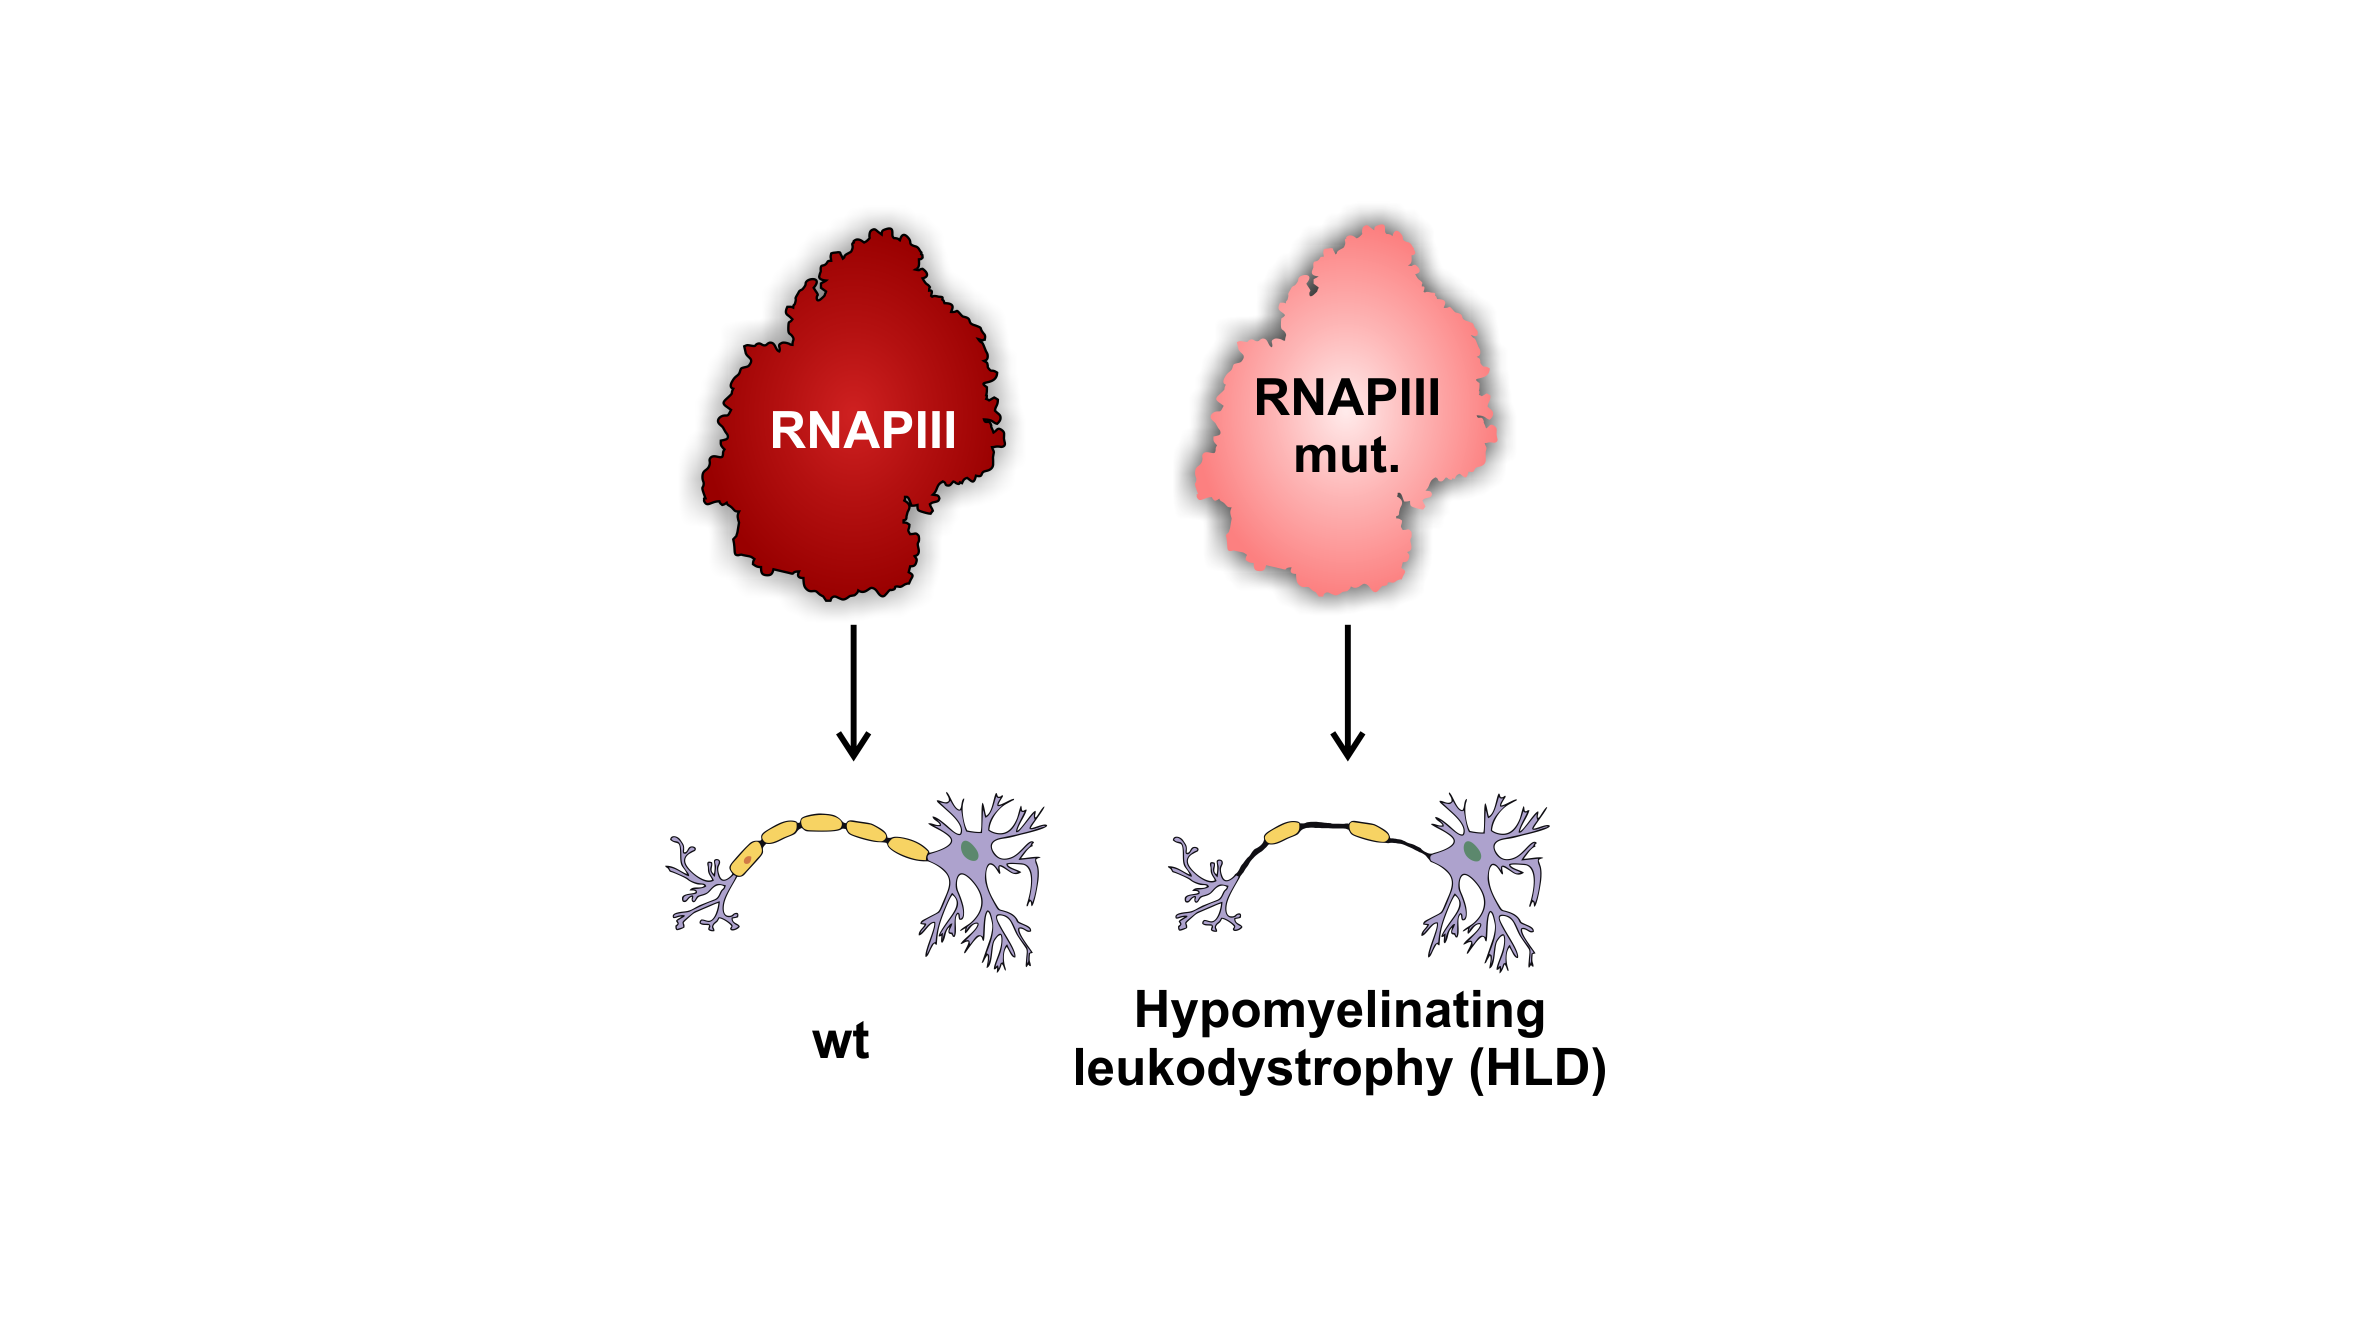 RNAPIII
RNAPIII
mut.
wt
Hypomyelinating
leukodystrophy (HLD)